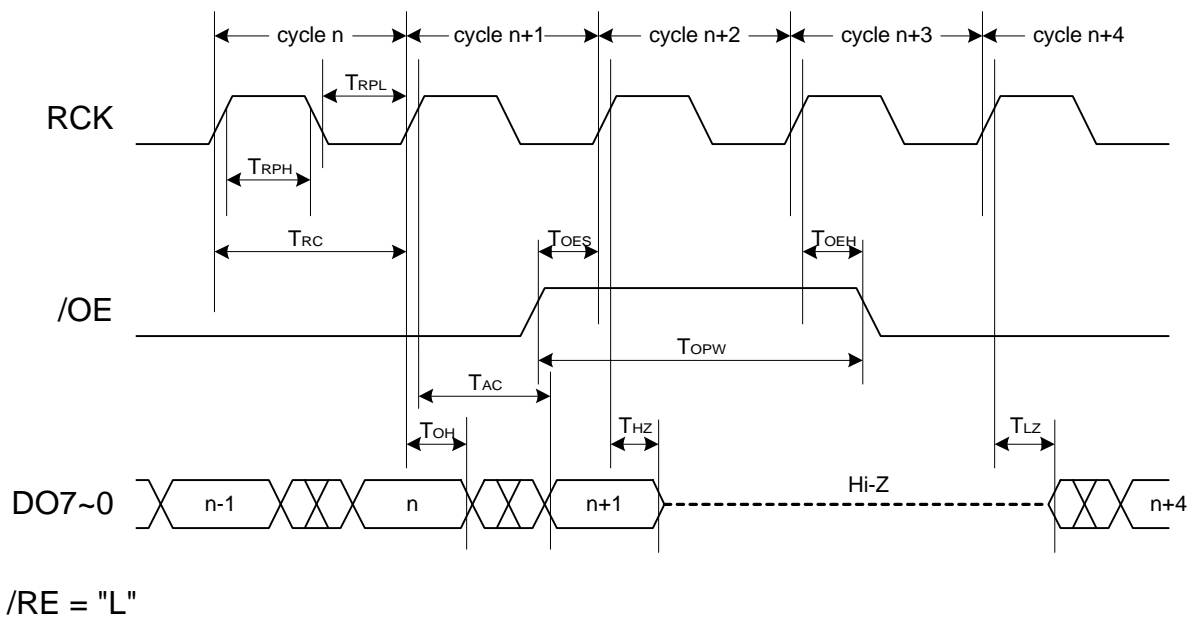 cycle n
cycle n+1
cycle n+2
cycle n+3
cycle n+4
TRPL
RCK
TRPH
TRC
TOES
TOEH
/OE
TOPW
TAC
TOH
THZ
TLZ
DO7~0
n-1
n
n+1
Hi-Z
n+4
/RE = "L"